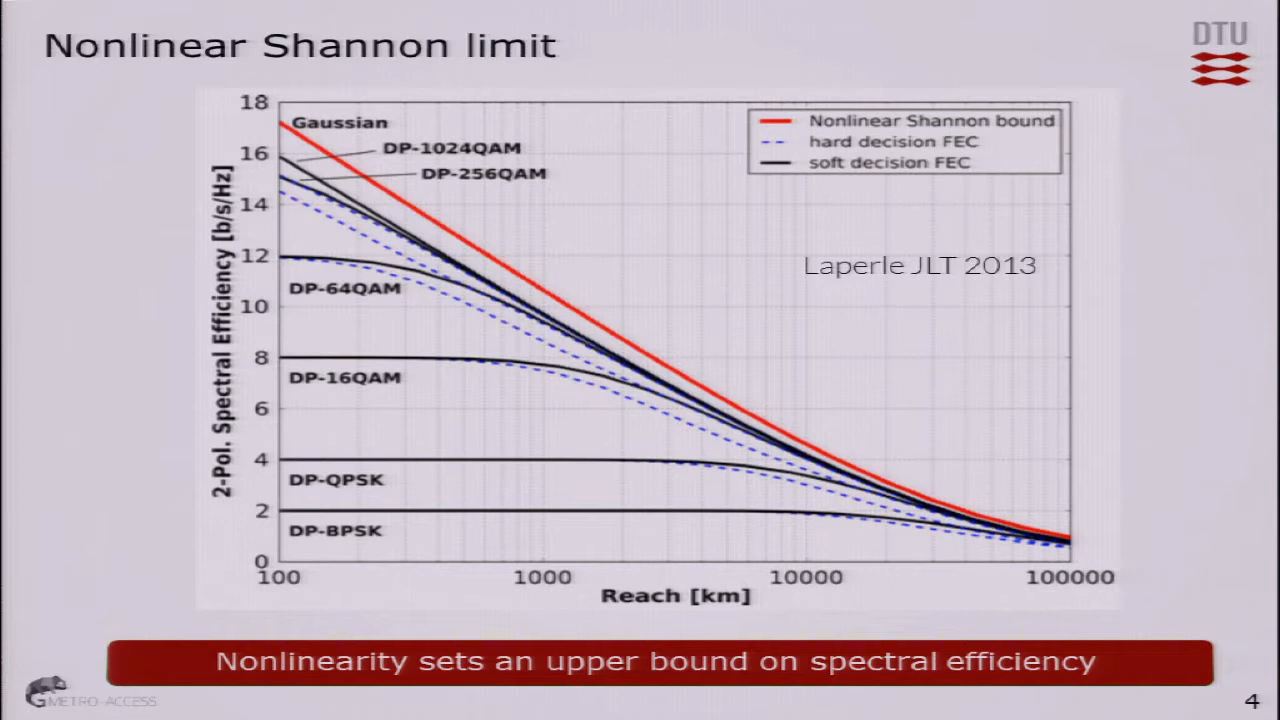 Nonlinear Shannon limit
DTU
18
16
14
12
10
8
6
4
2
0
2-Pol. Spectral Efficiency [b/s/Hz]
Gaussian
DP-1024QAM
DP-256QAM
DP-64QAM
DP-16QAM
DP-QPSK
DP-BPSK
Nonlinear Shannon bound
hard decision FEC
soft decision FEC
Laperle JLT 2013
100
1000
10000
100000
Reach [km]
Nonlinearity sets an upper bound on spectral efficiency
METRO-ACCESS
4